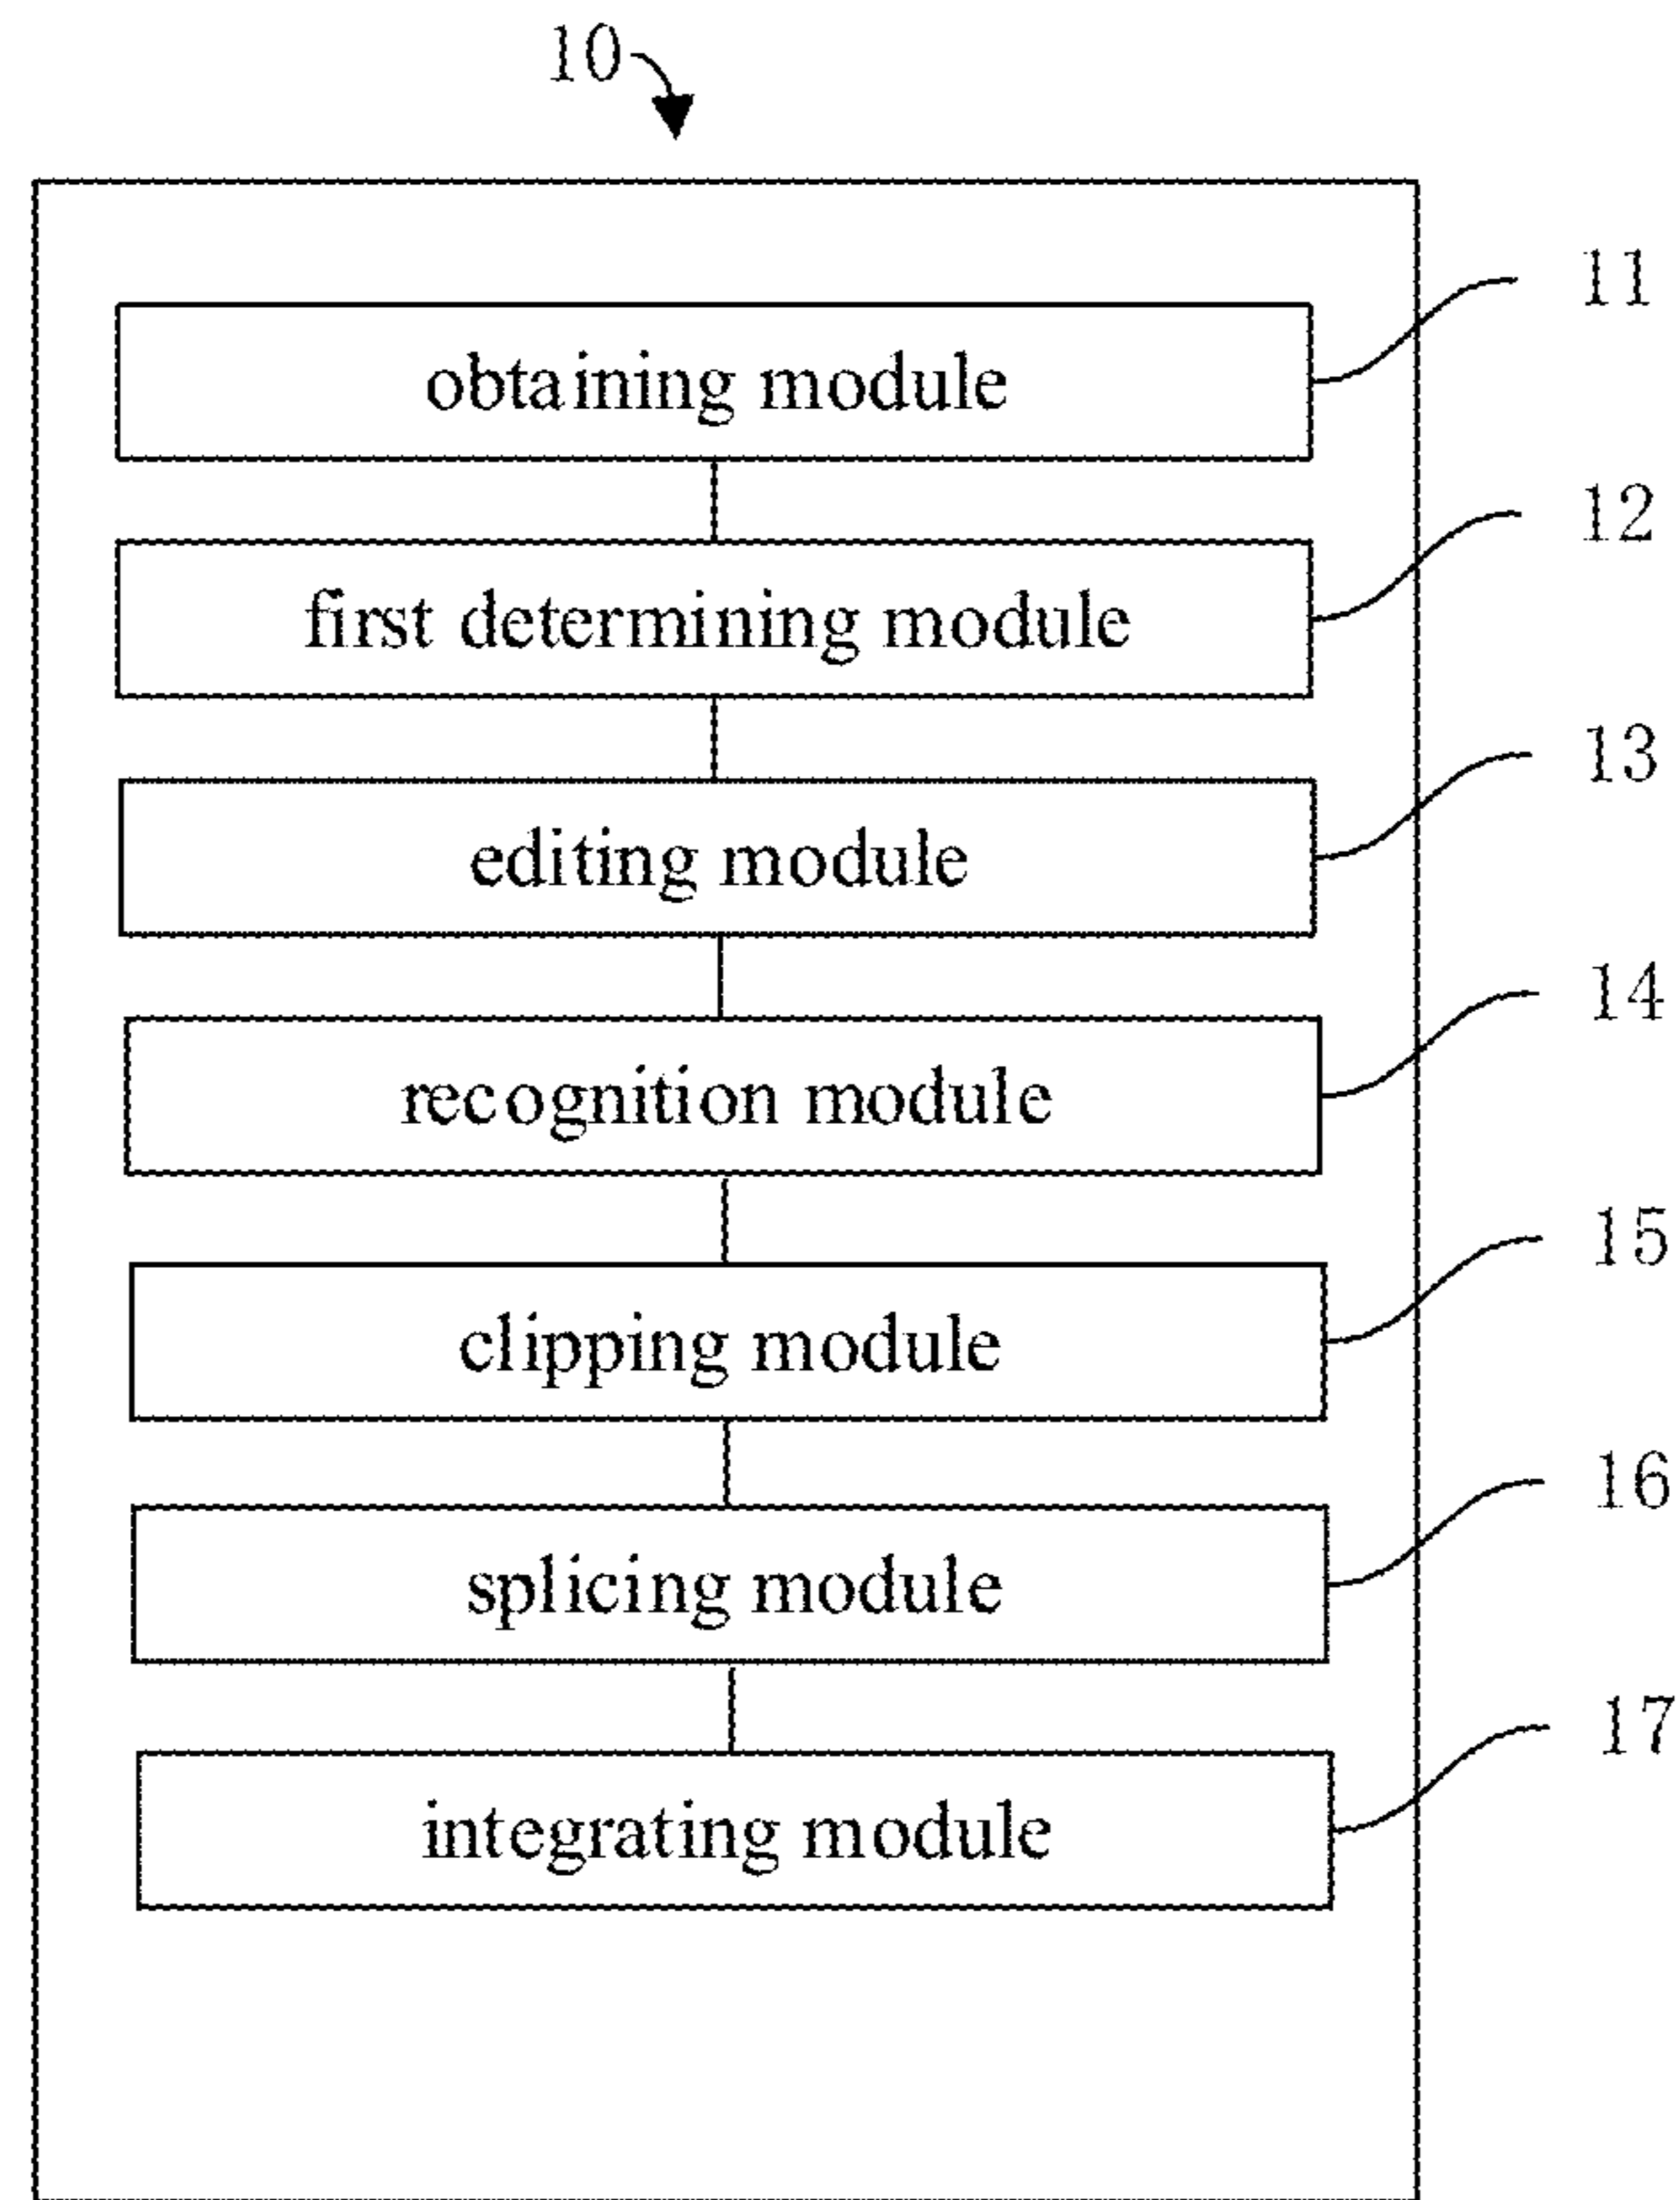 10
obtaining module
11
first determining module
12
editing module
13
recognition module
14
clipping module
15
splicing module
16
integrating module
17